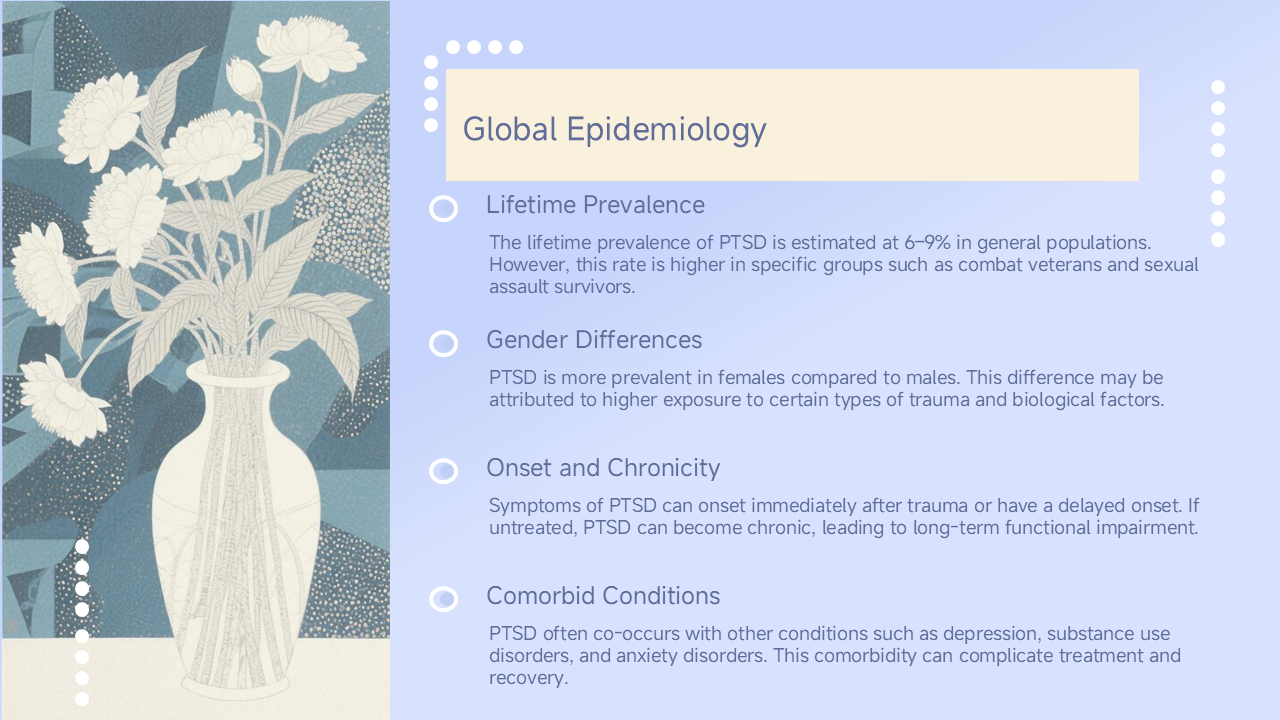 Global Epidemiology
Lifetime Prevalence
The lifetime prevalence of PTSD is estimated at 6–9% in general populations.
However, this rate is higher in specific groups such as combat veterans and sexual
assault survivors.
Gender Differences
PTSD is more prevalent in females compared to males. This difference may be
attributed to higher exposure to certain types of trauma and biological factors.
Onset and Chronicity
Symptoms of PTSD can onset immediately after trauma or have a delayed onset. If
untreated, PTSD can become chronic, leading to long-term functional impairment.
Comorbid Conditions
PTSD often co-occurs with other conditions such as depression, substance use
disorders, and anxiety disorders. This comorbidity can complicate treatment and
recovery.